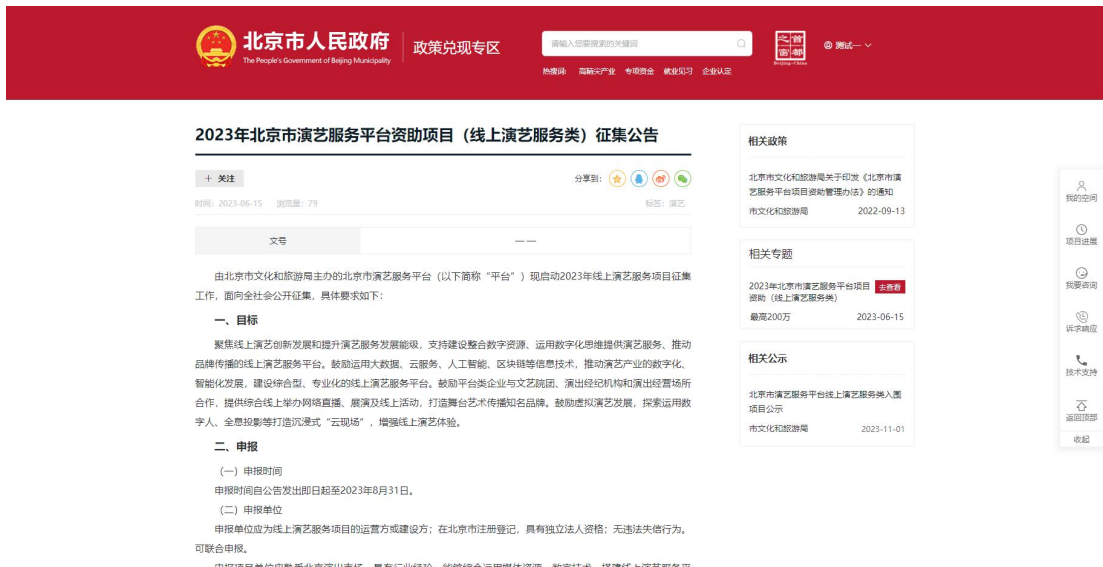 北京市人民政府
The People's Government of Beijing Municipality
政策兑现专区
请输入您要搜索的关键词
热搜词: 高精尖产业 专项资金 就业见习 企业认定
首都之窗
Beijing-China
测试一
2023年北京市演艺服务平台资助项目（线上演艺服务类）征集公告
+ 关注
分享到:
时间: 2023-06-15 浏览量: 79
标签: 演艺
文号
——
由北京市文化和旅游局主办的北京市演艺服务平台（以下简称“平台”）现启动2023年线上演艺服务项目征集
工作，面向全社会公开征集，具体要求如下：
一、目标
聚焦线上演艺创新发展和提升演艺服务发展能级，支持建设整合数字资源、运用数字化思维提供演艺服务、推动
品牌传播的线上演艺服务平台。鼓励运用大数据、云服务、人工智能、区块链等信息技术，推动演艺产业的数字化、
智能化发展，建设综合型、专业化的线上演艺服务平台。鼓励平台类企业与文艺院团、演出经纪机构和演出经营场所
合作，提供综合线上举办网络直播、展演及线上活动，打造舞台艺术传播知名品牌。鼓励虚拟演艺发展，探索运用数
字人、全息投影等打造沉浸式“云现场”，增强线上演艺体验。
二、申报
（一）申报时间
申报时间自公告发出即日起至2023年8月31日。
（二）申报单位
申报单位应为线上演艺服务项目的运营方或建设方；在北京市注册登记，具有独立法人资格；无违法失信行为。
可联合申报。
相关政策
北京市文化和旅游局关于印发《北京市演
艺服务平台项目资助管理办法》的通知
市文化和旅游局 2022-09-13
相关专题
2023年北京市演艺服务平台项目 去看看
资助（线上演艺服务类）
最高200万 2023-06-15
相关公示
北京市演艺服务平台线上演艺服务类入围
项目公示
市文化和旅游局 2023-11-01
我的空间
项目进展
我要咨询
诉求响应
技术支持
返回顶部
收起